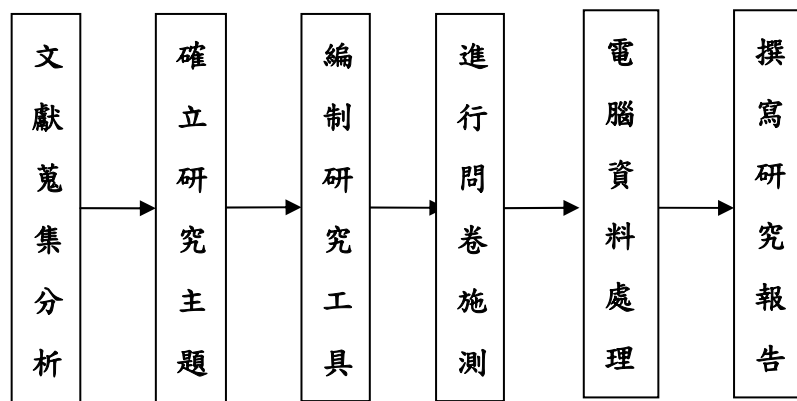 文獻蒐集分析
確立研究主題
編制研究工具
進行問卷施測
電腦資料處理
撰寫研究報告